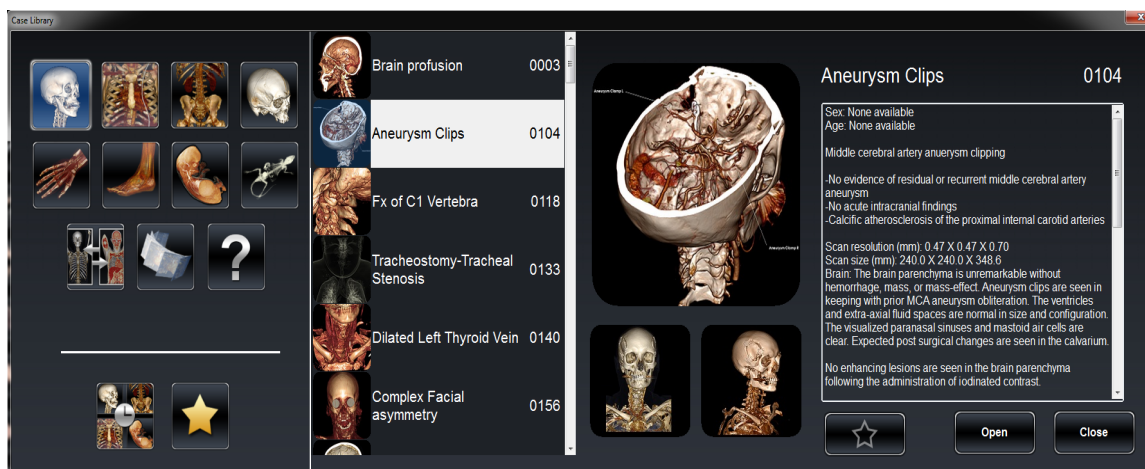 Case Library
Brain profusion 0003
Aneurysm Clips 0104
Fx of C1 Vertebra 0118
Tracheostomy-Tracheal
Stenosis 0133
Dilated Left Thyroid Vein 0140
Complex Facial
asymmetry 0156
?
Aneurysm Clamp L
Aneurysm Clamp R
Aneurysm Clips 0104
Sex: None available
Age: None available
Middle cerebral artery anuerysm clipping
-No evidence of residual or recurrent middle cerebral artery
aneurysm
-No acute intracranial findings
-Calcific atherosclerosis of the proximal internal carotid arteries
Scan resolution (mm): 0.47 X 0.47 X 0.70
Scan size (mm): 240.0 X 240.0 X 348.6
Brain: The brain parenchyma is unremarkable without
hemorrhage, mass, or mass-effect. Aneurysm clips are seen in
keeping with prior MCA aneurysm obliteration. The ventricles
and extra-axial fluid spaces are normal in size and configuration.
The visualized paranasal sinuses and mastoid air cells are
clear. Expected post surgical changes are seen in the calvarium.
No enhancing lesions are seen in the brain parenchyma
following the administration of iodinated contrast.
Open
Close